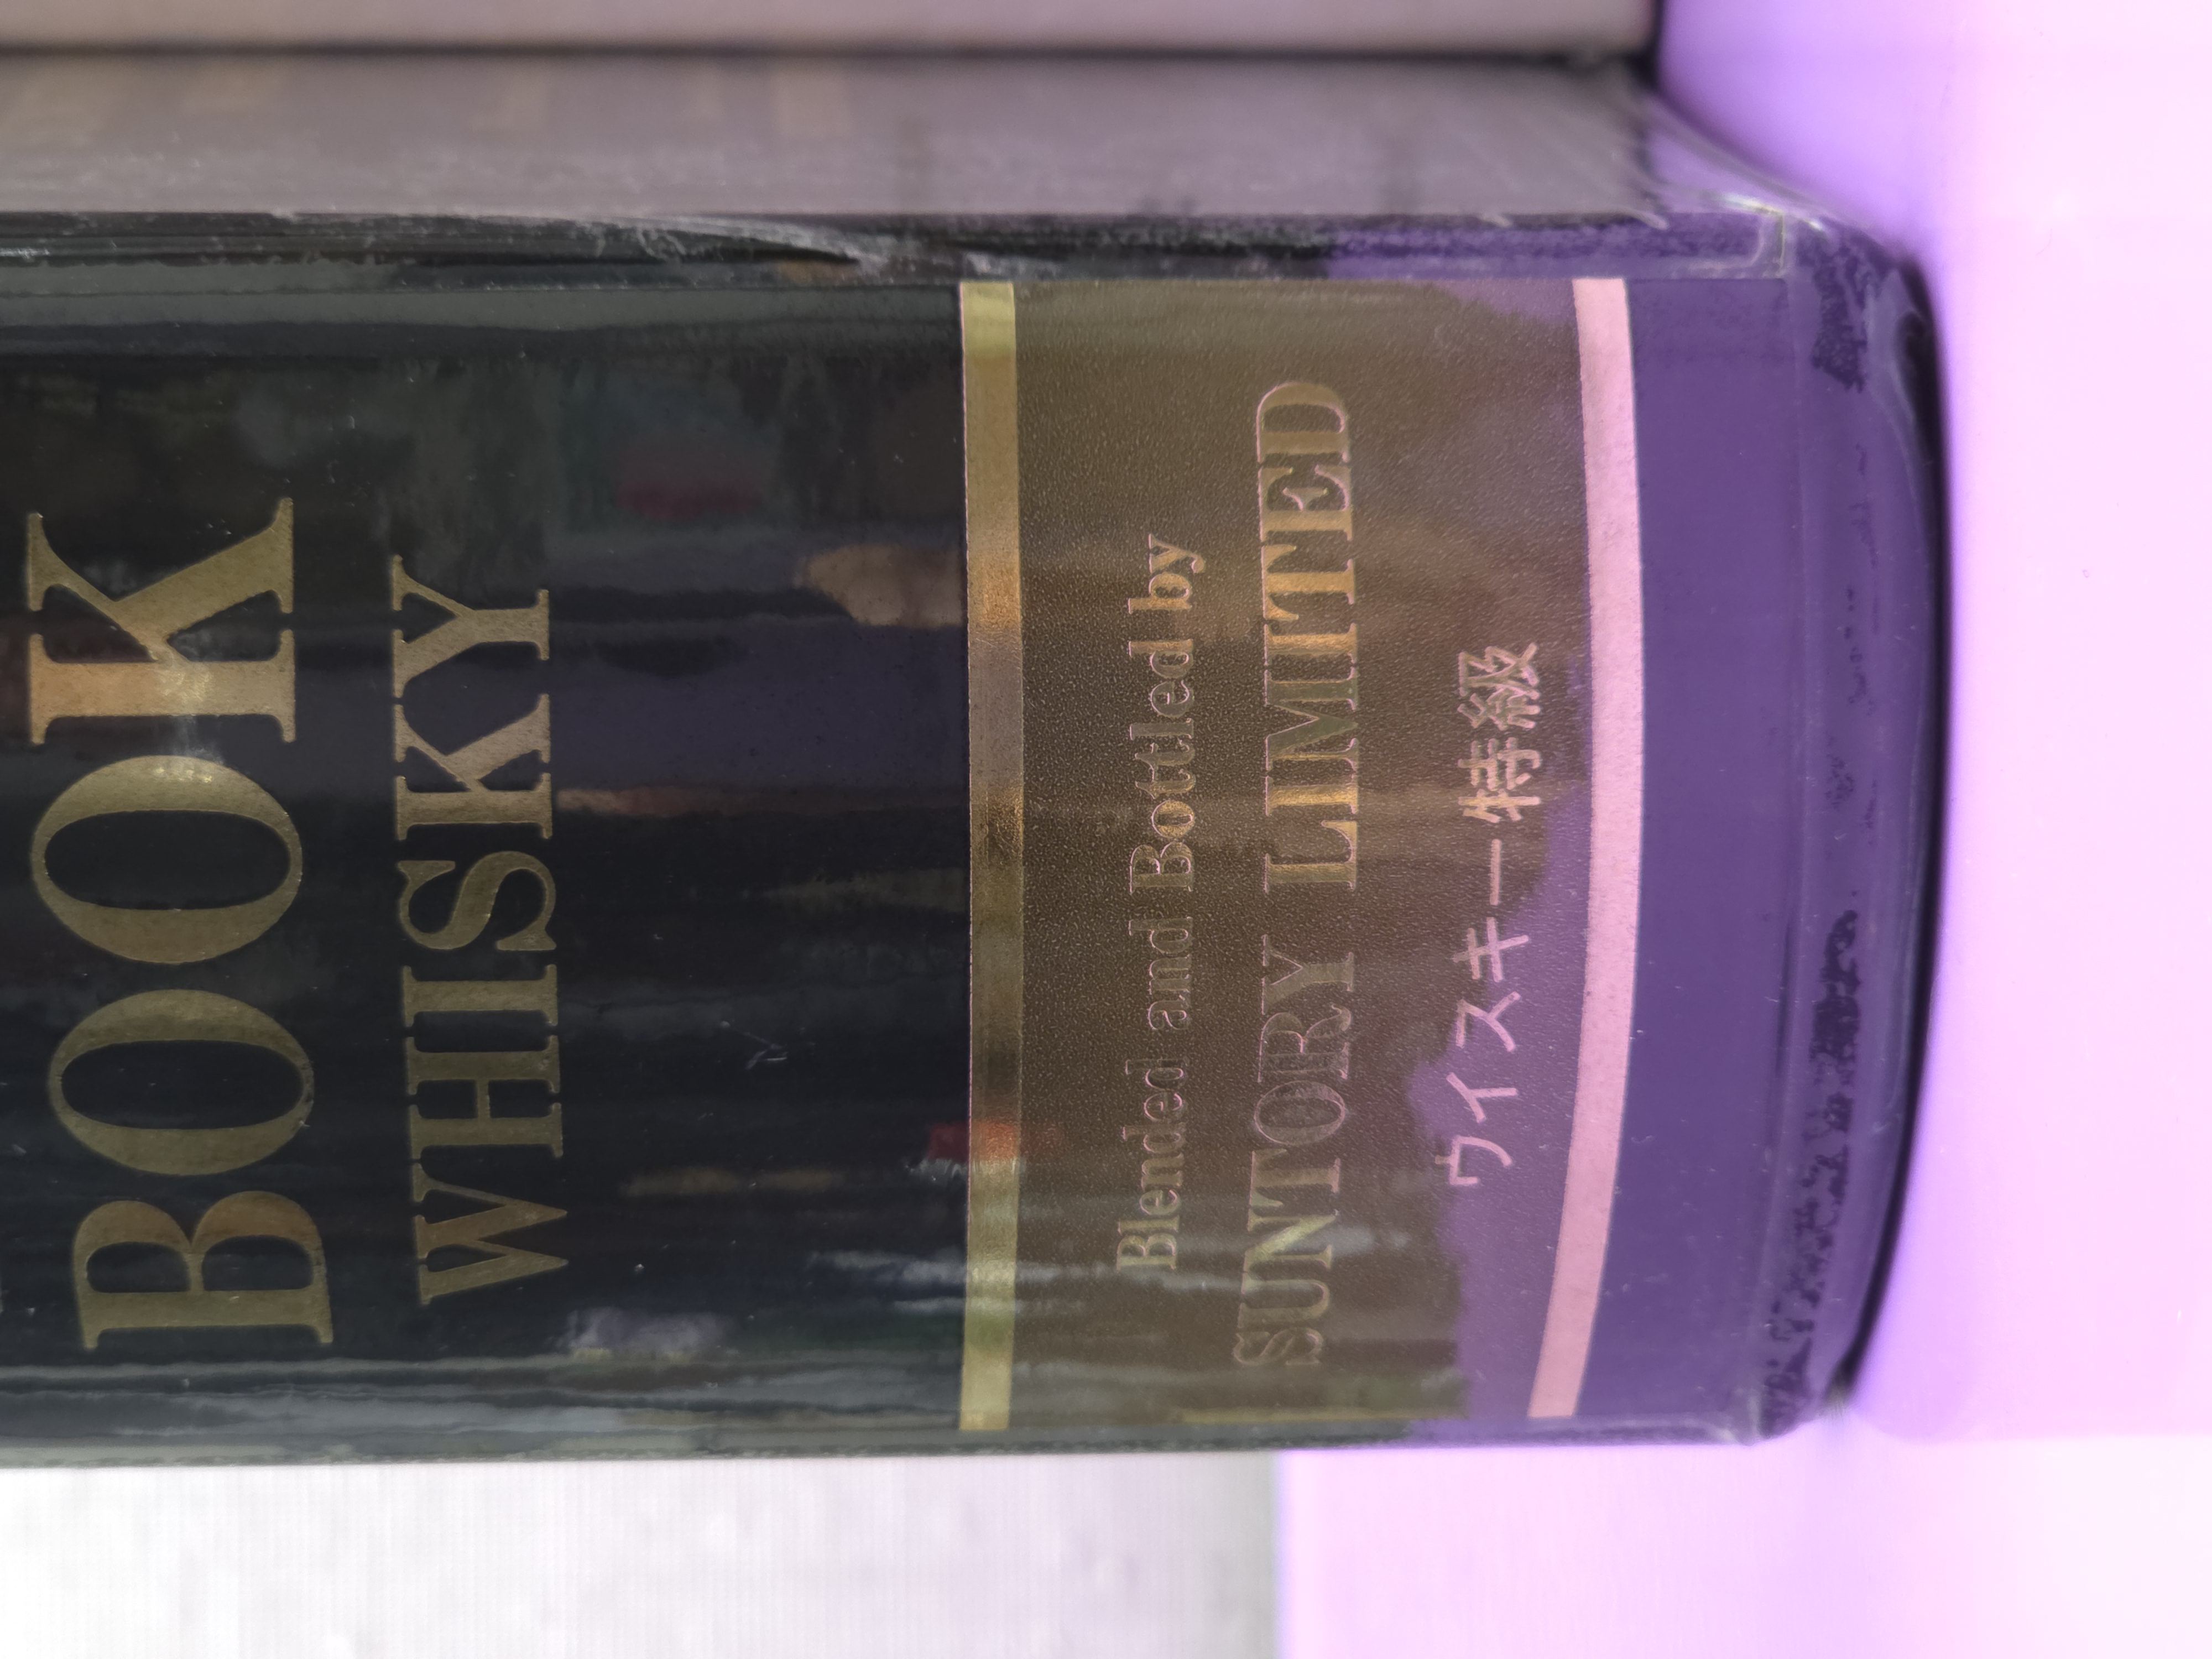 BOOK
WHISKY
Blended and Bottled by
SUNTORY LIMITED
ウイスキー特級